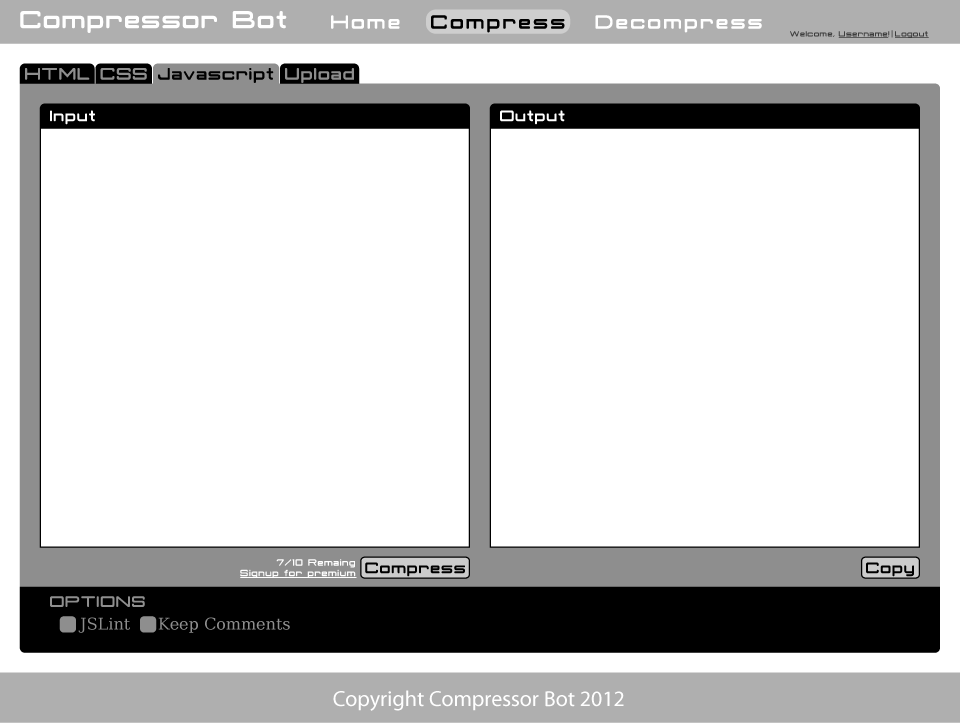 Compressor Bot Home Compress Decompress
Welcome, Username!|Logout
HTML CSS Javascript Upload
Input Output
7/10 Remaing
Signup for premium Compress Copy
OPTIONS
JSLint Keep Comments
Copyright Compressor Bot 2012